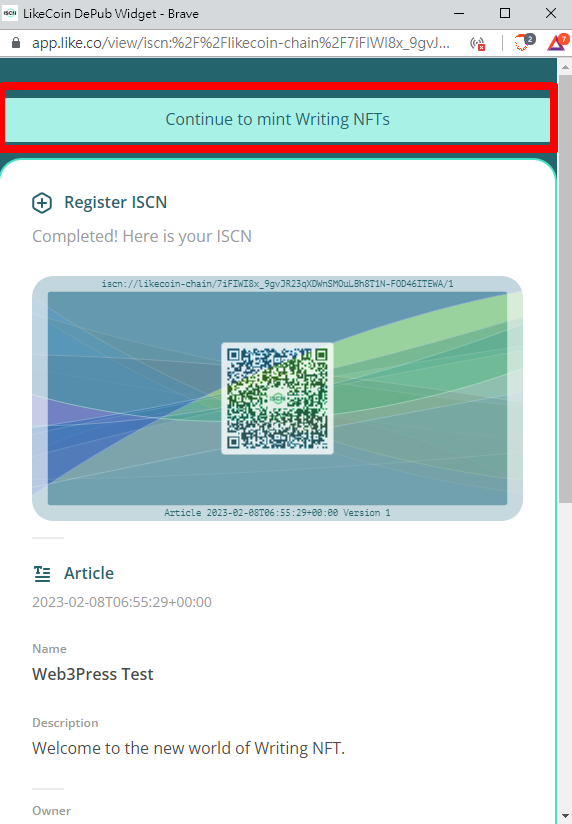 LikeCoin DePub Widget - Brave
app.like.co/view/iscn:%2F%2Flikecoin-chain%2F7iFIWI8x_9gvJ...
2
7
Continue to mint Writing NFTs
Register ISCN
Completed! Here is your ISCN
iscn://likecoin-chain/7iFIWI8x_9gvJR23qXDWnSMOuLBh8T1N-FOD46ITEWA/1
ISCN
Article 2023-02-08T06:55:29+00:00 Version 1
Article
2023-02-08T06:55:29+00:00
Name
Web3Press Test
Description
Welcome to the new world of Writing NFT.
Owner